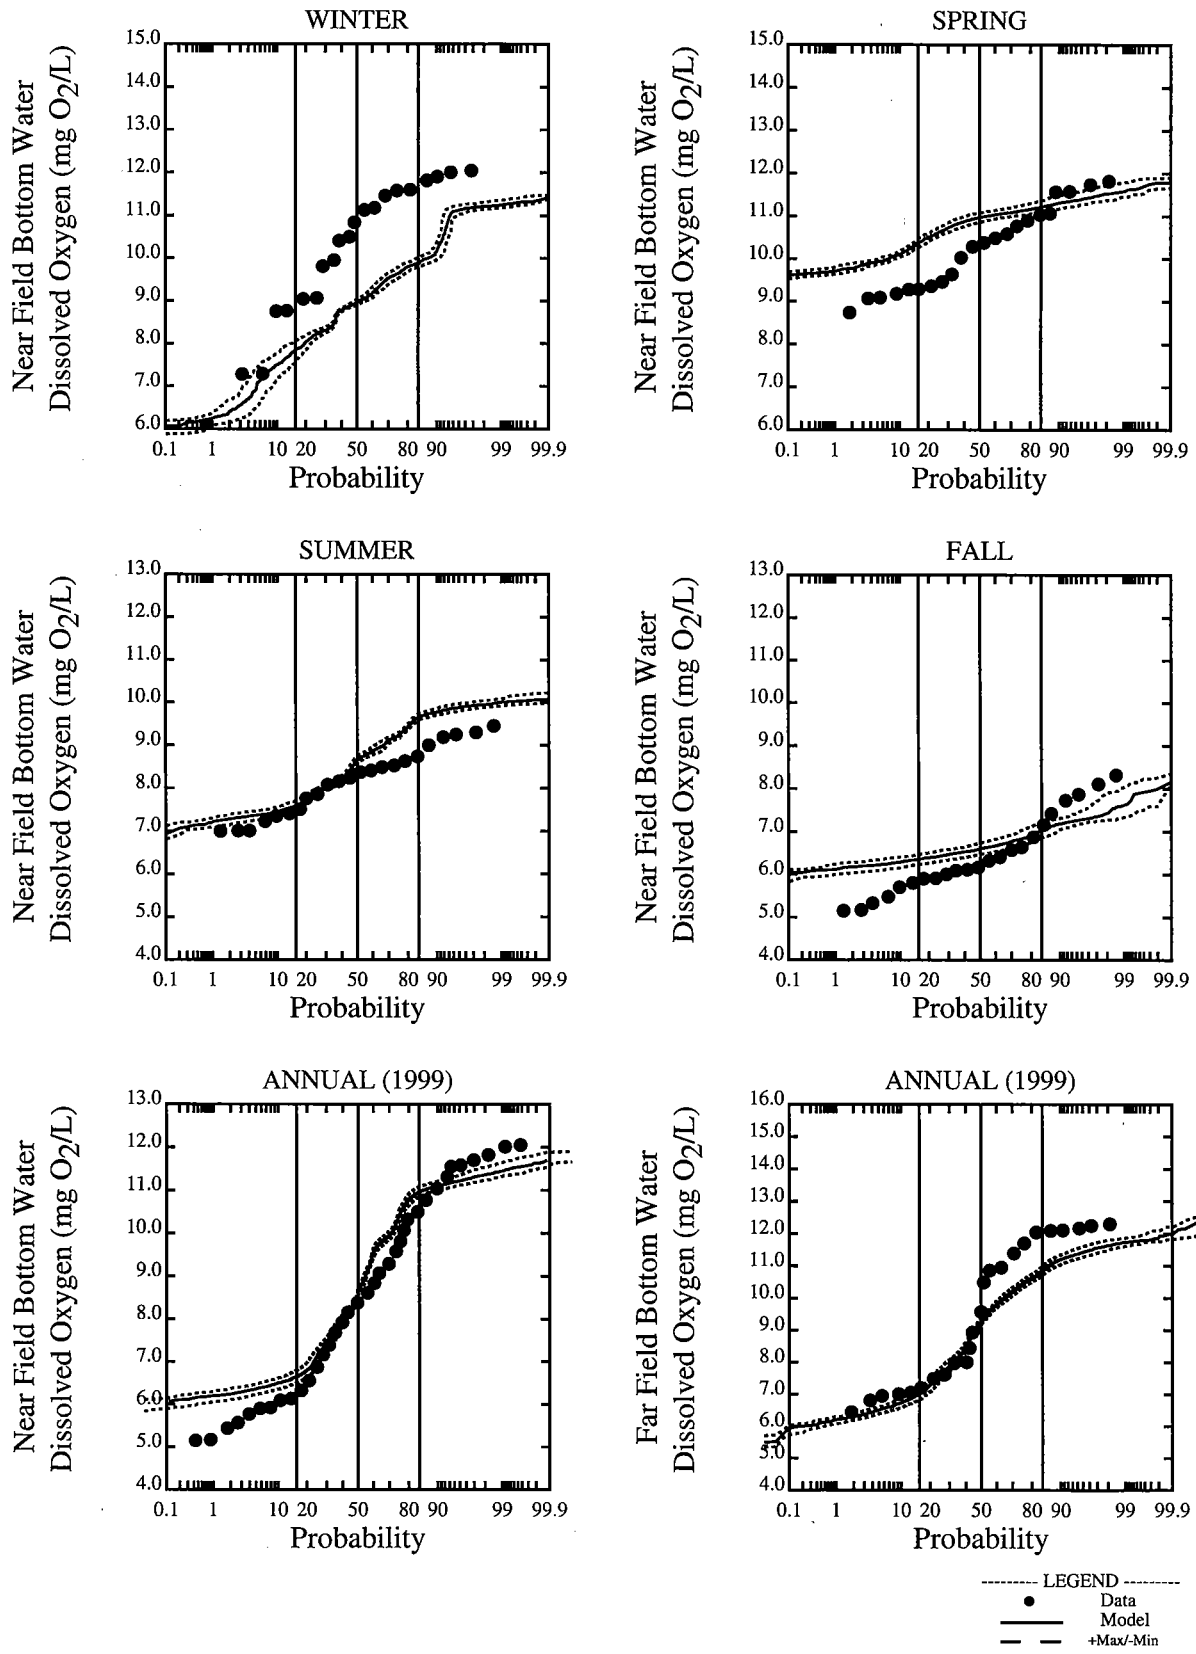 WINTER
Near Field Bottom Water
Dissolved Oxygen (mg O2/L)
15.0
14.0
13.0
12.0
11.0
10.0
9.0
8.0
7.0
6.0
0.1 1 10 20 50 80 90 99 99.9
Probability
SPRING
Near Field Bottom Water
Dissolved Oxygen (mg O2/L)
15.0
14.0
13.0
12.0
11.0
10.0
9.0
8.0
7.0
6.0
0.1 1 10 20 50 80 90 99 99.9
Probability
SUMMER
Near Field Bottom Water
Dissolved Oxygen (mg O2/L)
13.0
12.0
11.0
10.0
9.0
8.0
7.0
6.0
5.0
4.0
0.1 1 10 20 50 80 90 99 99.9
Probability
FALL
Near Field Bottom Water
Dissolved Oxygen (mg O2/L)
13.0
12.0
11.0
10.0
9.0
8.0
7.0
6.0
5.0
4.0
0.1 1 10 20 50 80 90 99 99.9
Probability
ANNUAL (1999)
Near Field Bottom Water
Dissolved Oxygen (mg O2/L)
13.0
12.0
11.0
10.0
9.0
8.0
7.0
6.0
5.0
4.0
0.1 1 10 20 50 80 90 99 99.9
Probability
ANNUAL (1999)
Far Field Bottom Water
Dissolved Oxygen (mg O2/L)
16.0
15.0
14.0
13.0
12.0
11.0
10.0
9.0
8.0
7.0
6.0
5.0
4.0
0.1 1 10 20 50 80 90 99 99.9
Probability
LEGEND
Data
Model
+Max/-Min